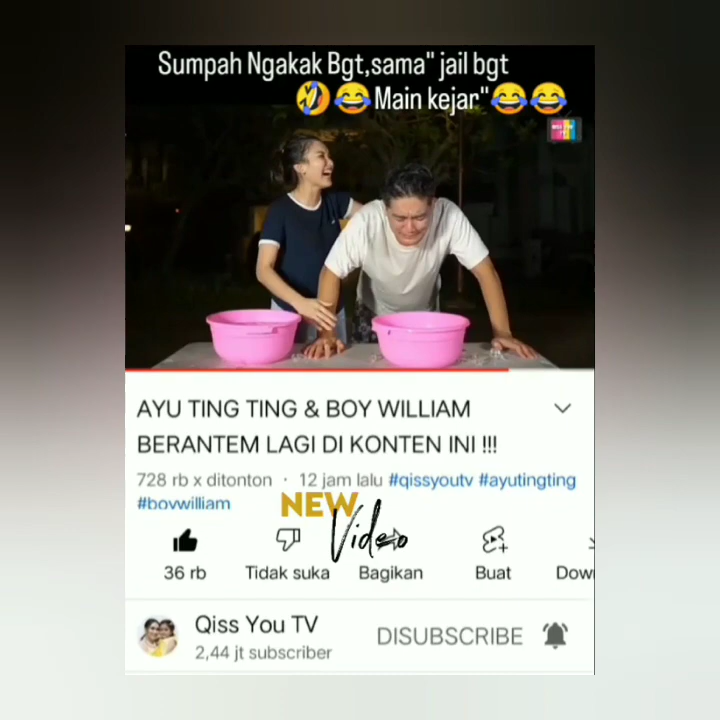 Sumpah Ngakak Bgt,sama" jail bgt
🤣😂Main kejar"😂😂
AYU TING TING & BOY WILLIAM
BERANTEM LAGI DI KONTEN INI !!!
728 rb x ditonton · 12 jam lalu #qissyoutv #ayutingting
#boywilliam
NEW
Video
36 rb
Tidak suka
Bagikan
Buat
Dow
Qiss You TV
DISUBSCRIBE
2,44 jt subscriber